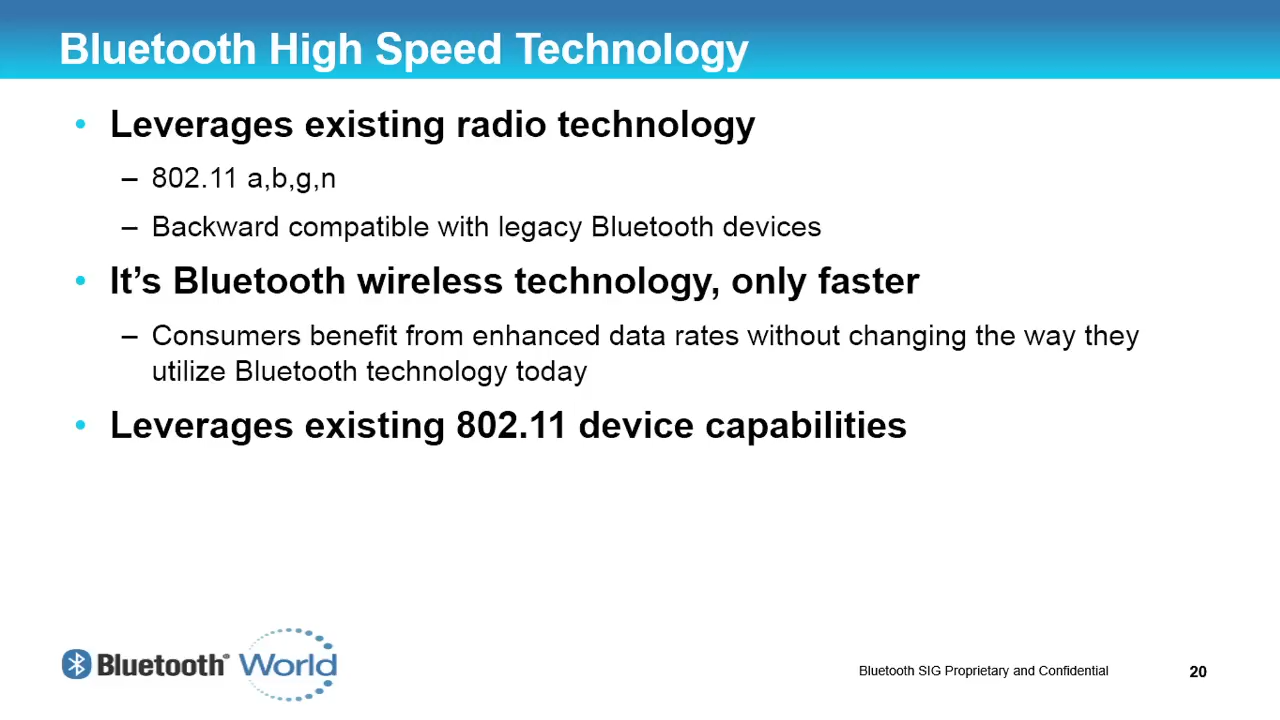 Bluetooth High Speed Technology
• Leverages existing radio technology
– 802.11 a,b,g,n
– Backward compatible with legacy Bluetooth devices
• It’s Bluetooth wireless technology, only faster
– Consumers benefit from enhanced data rates without changing the way they
utilize Bluetooth technology today
• Leverages existing 802.11 device capabilities
Bluetooth® World
Bluetooth SIG Proprietary and Confidential
20